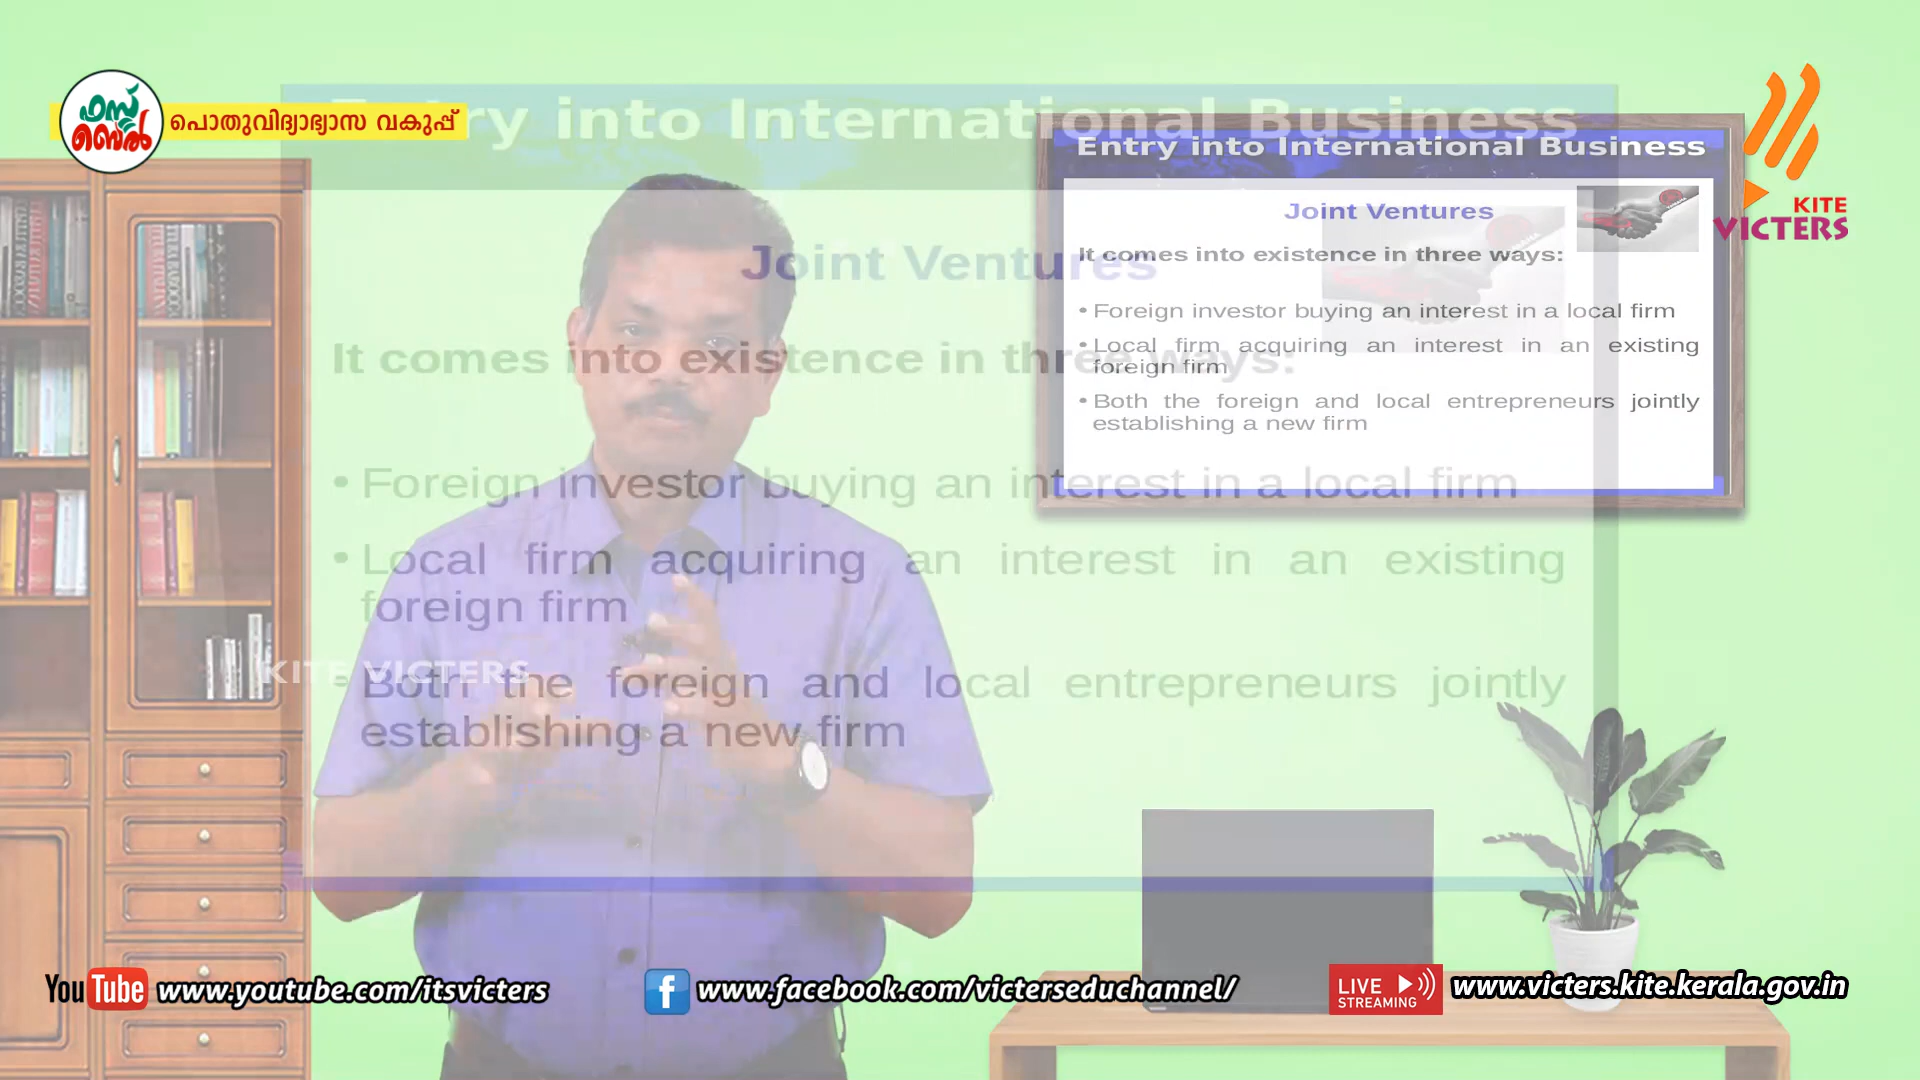 ഫസ്റ്റ്
ബെൽ
പൊതുവിദ്യാഭ്യാസ വകുപ്പ്
Entry into International Business
Joint Ventures
It comes into existence in three ways:
• Foreign investor buying an interest in a local firm
• Local firm acquiring an interest in an existing
foreign firm
• Both the foreign and local entrepreneurs jointly
establishing a new firm
Entry into International Business
Joint Ventures
It comes into existence in three ways:
• Foreign investor buying an interest in a local firm
• Local firm acquiring an interest in an existing
foreign firm
• Both the foreign and local entrepreneurs jointly
establishing a new firm
KITE
VICTERS
KITE VICTERS
You Tube www.youtube.com/itsvicters
f www.facebook.com/victerseduchannel/
LIVE
STREAMING
www.victers.kite.kerala.gov.in